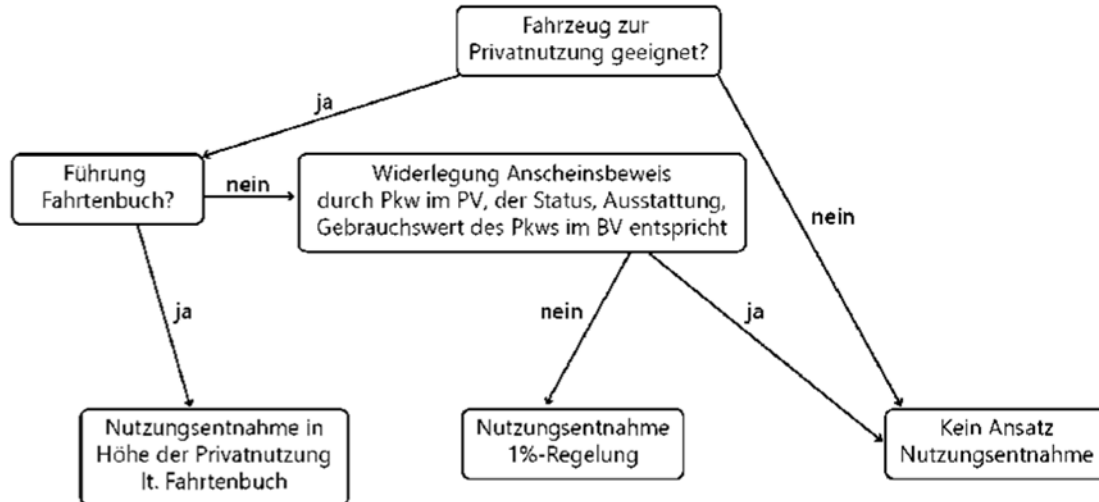 Fahrzeug zur
Privatnutzung geeignet?
ja
nein
Führung
Fahrtenbuch?
nein
Widerlegung Anscheinsbeweis
durch Pkw im PV, der Status, Ausstattung,
Gebrauchswert des Pkws im BV entspricht
ja
nein
ja
Nutzungsentnahme in
Höhe der Privatnutzung
lt. Fahrtenbuch
Nutzungsentnahme
1%-Regelung
Kein Ansatz
Nutzungsentnahme